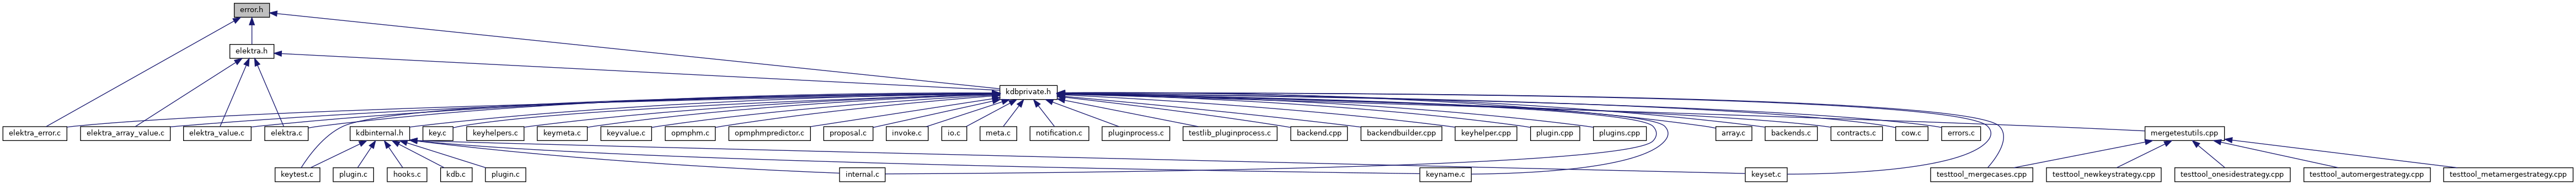 error.h
elektra.h
kdbprivate.h
elektra_error.c
elektra_array_value.c
elektra_value.c
elektra.c
kdbinternal.h
key.c
keyhelpers.c
keymeta.c
keyvalue.c
opmphm.c
opmphmpredictor.c
proposal.c
invoke.c
io.c
meta.c
notification.c
pluginprocess.c
testlib_pluginprocess.c
backend.cpp
backendbuilder.cpp
keyhelper.cpp
plugin.cpp
plugins.cpp
array.c
backends.c
contracts.c
cow.c
errors.c
mergetestutils.cpp
keytest.c
plugin.c
hooks.c
kdb.c
plugin.c
internal.c
keyname.c
keyset.c
testtool_mergecases.cpp
testtool_newkeystrategy.cpp
testtool_onesidestrategy.cpp
testtool_automergestrategy.cpp
testtool_metamergestrategy.cpp